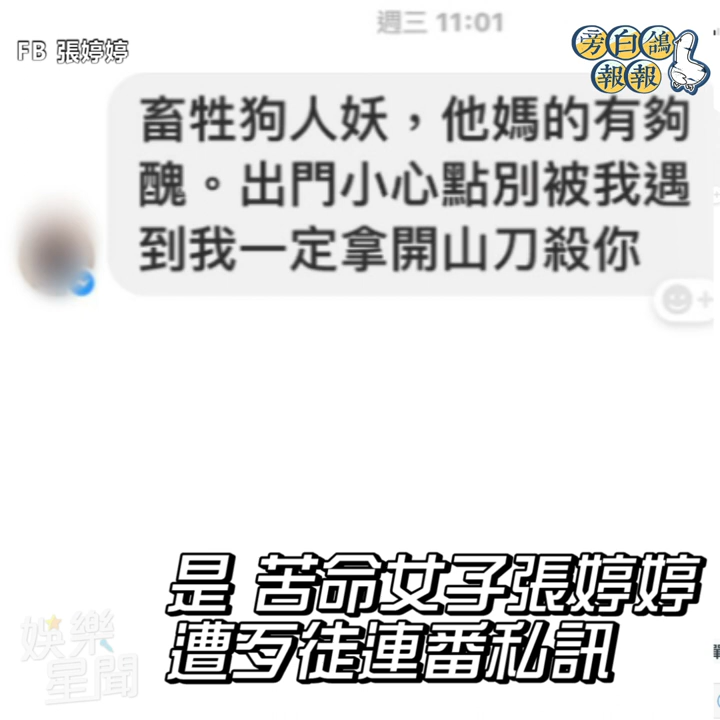 週三 11:01
FB 張婷婷
旁白鴿
報報
畜牲狗人妖，他媽的有夠
醜。出門小心點別被我遇
到我一定拿開山刀殺你
是 苦命女子張婷婷
遭歹徒連番私訊
娛樂
星聞